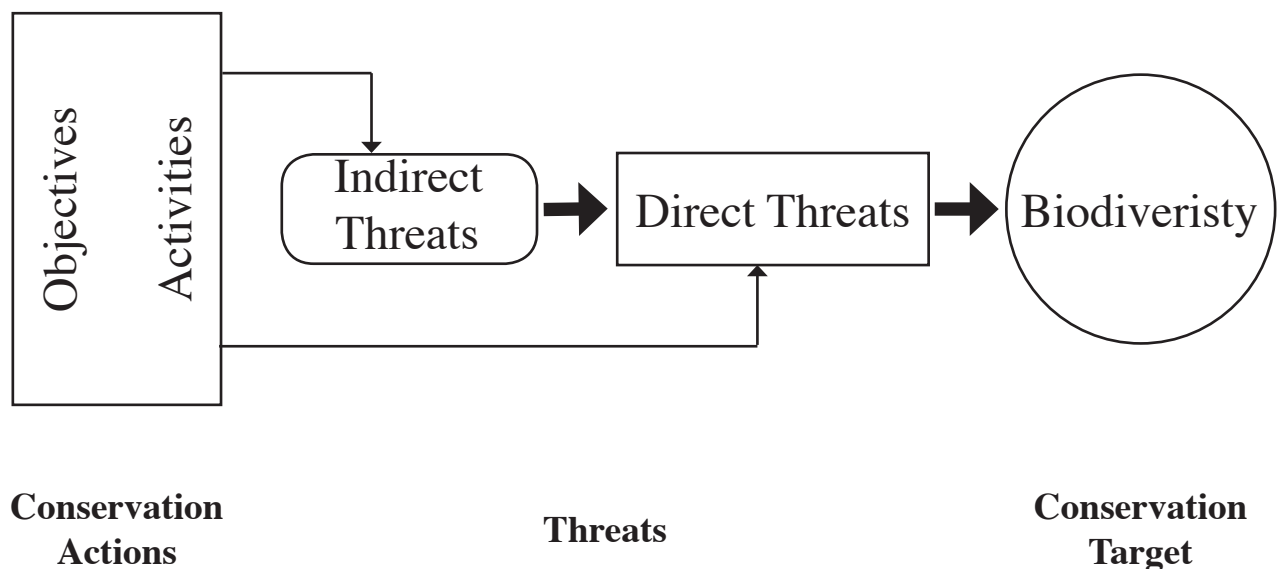 Objectives
Activities
Indirect
Threats
Direct Threats
Biodiveristy
Conservation
Actions
Threats
Conservation
Target